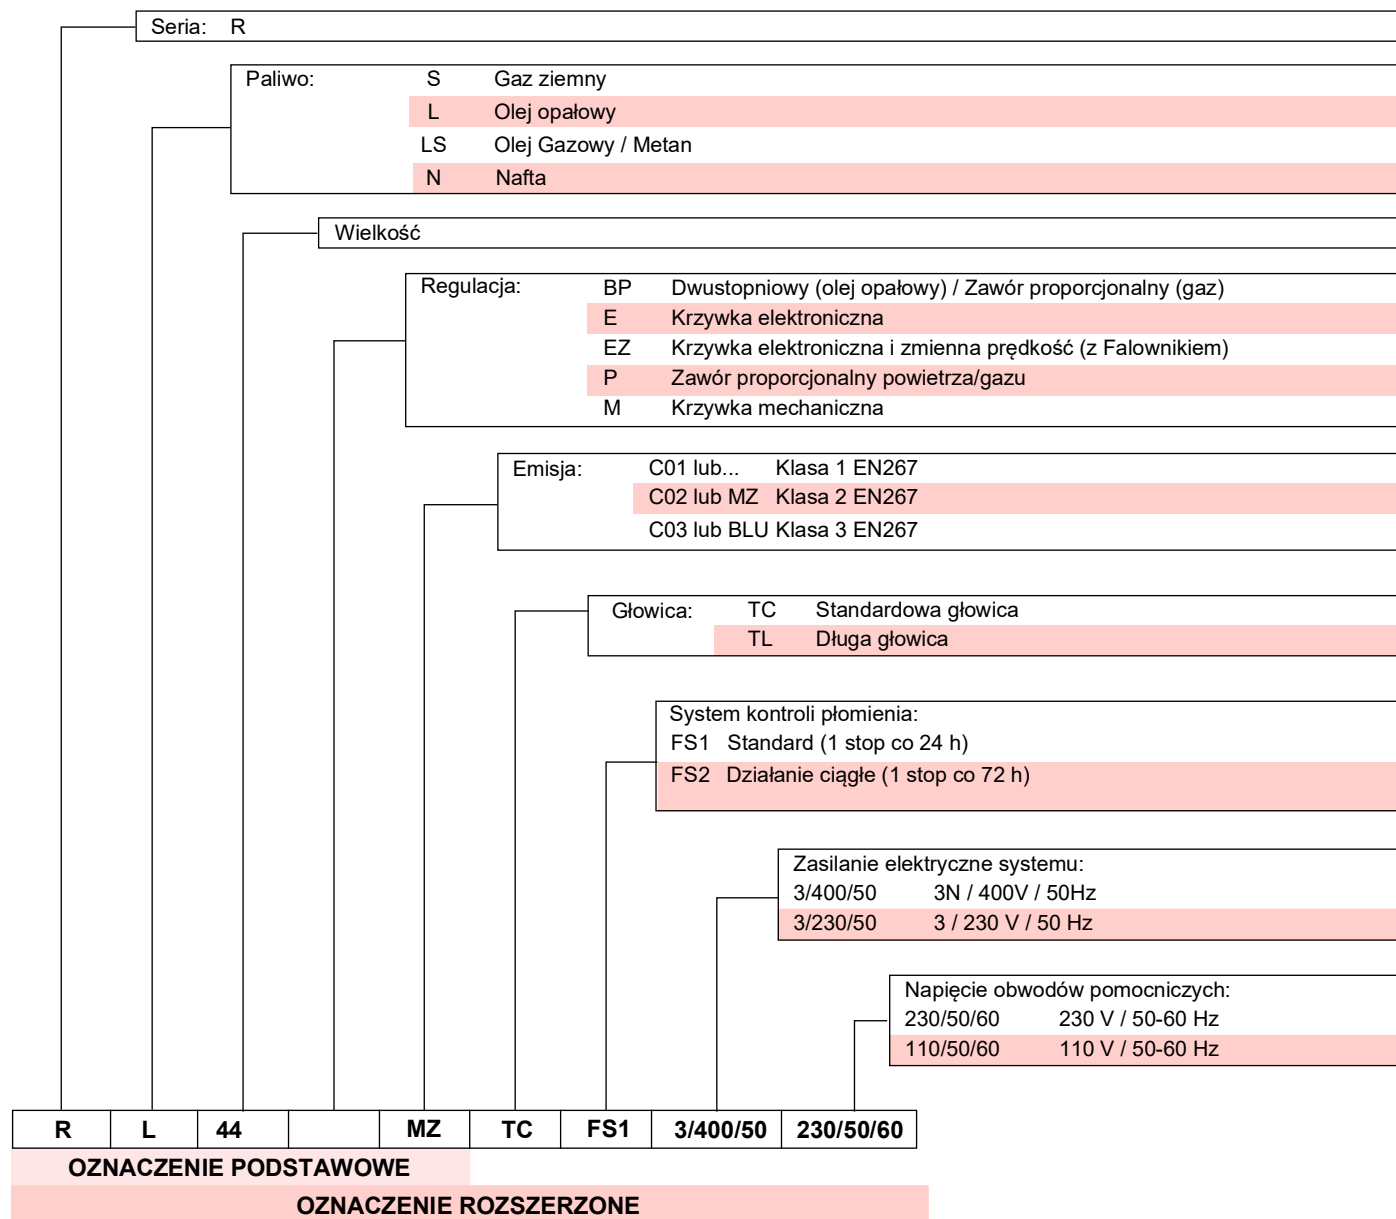 Seria: R
Paliwo: S Gaz ziemny
L Olej opałowy
LS Olej Gazowy / Metan
N Nafta
Wielkość
Regulacja: BP Dwustopniowy (olej opałowy) / Zawór proporcjonalny (gaz)
E Krzywka elektroniczna
EZ Krzywka elektroniczna i zmienna prędkość (z Falownikiem)
P Zawór proporcjonalny powietrza/gazu
M Krzywka mechaniczna
Emisja: C01 lub... Klasa 1 EN267
C02 lub MZ Klasa 2 EN267
C03 lub BLU Klasa 3 EN267
Głowica: TC Standardowa głowica
TL Długa głowica
System kontroli płomienia:
FS1 Standard (1 stop co 24 h)
FS2 Działanie ciągłe (1 stop co 72 h)
Zasilanie elektryczne systemu:
3/400/50 3N / 400V / 50Hz
3/230/50 3 / 230 V / 50 Hz
Napięcie obwodów pomocniczych:
230/50/60 230 V / 50-60 Hz
110/50/60 110 V / 50-60 Hz
R L 44 MZ TC FS1 3/400/50 230/50/60
OZNACZENIE PODSTAWOWE
OZNACZENIE ROZSZERZONE